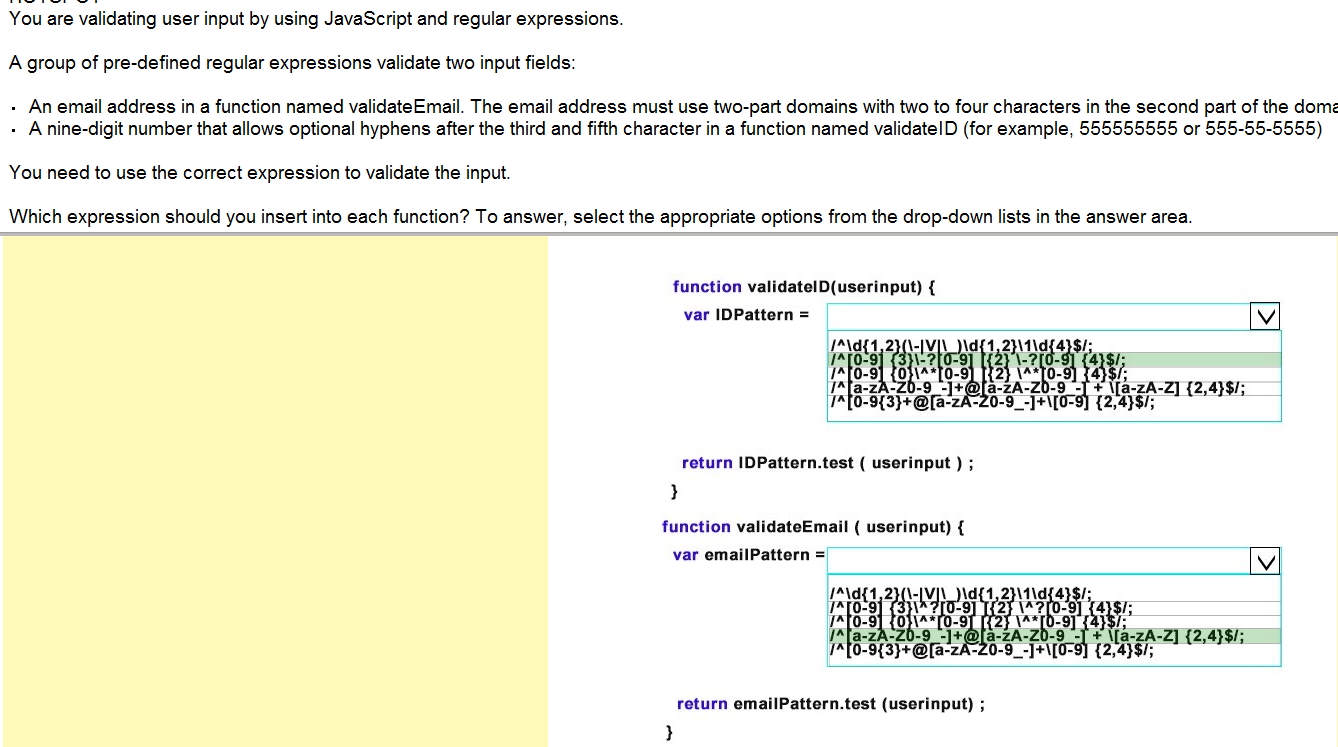 HOTSPOT
You are validating user input by using JavaScript and regular expressions.
A group of pre-defined regular expressions validate two input fields:
· An email address in a function named validateEmail. The email address must use two-part domains with two to four characters in the second part of the doma
· A nine-digit number that allows optional hyphens after the third and fifth character in a function named validateID (for example, 555555555 or 555-55-5555)
You need to use the correct expression to validate the input.
Which expression should you insert into each function? To answer, select the appropriate options from the drop-down lists in the answer area.
function validateID(userinput) {
var IDPattern =
/^\d{1,2}(\-|V|\_)\d{1,2}\1\d{4}$/;
/^[0-9] {3}\-?[0-9] [{2} \-?[0-9] {4}$/;
/^[0-9] {0}\^*[0-9] [{2} \^*[0-9] {4}$/;
/^[a-zA-Z0-9_-]+@[a-zA-Z0-9_-] + \[a-zA-Z] {2,4}$/;
/^[0-9{3}+@[a-zA-Z0-9_-]+\[0-9] {2,4}$/;
return IDPattern.test ( userinput ) ;
}
function validateEmail ( userinput) {
var emailPattern =
/^\d{1,2}(\-|V|\_)\d{1,2}\1\d{4}$/;
/^[0-9] {3}\^?[0-9] [{2} \^?[0-9] {4}$/;
/^[0-9] {0}\^*[0-9] [{2} \^*[0-9] {4}$/;
/^[a-zA-Z0-9_-]+@[a-zA-Z0-9_-] + \[a-zA-Z] {2,4}$/;
/^[0-9{3}+@[a-zA-Z0-9_-]+\[0-9] {2,4}$/;
return emailPattern.test (userinput) ;
}